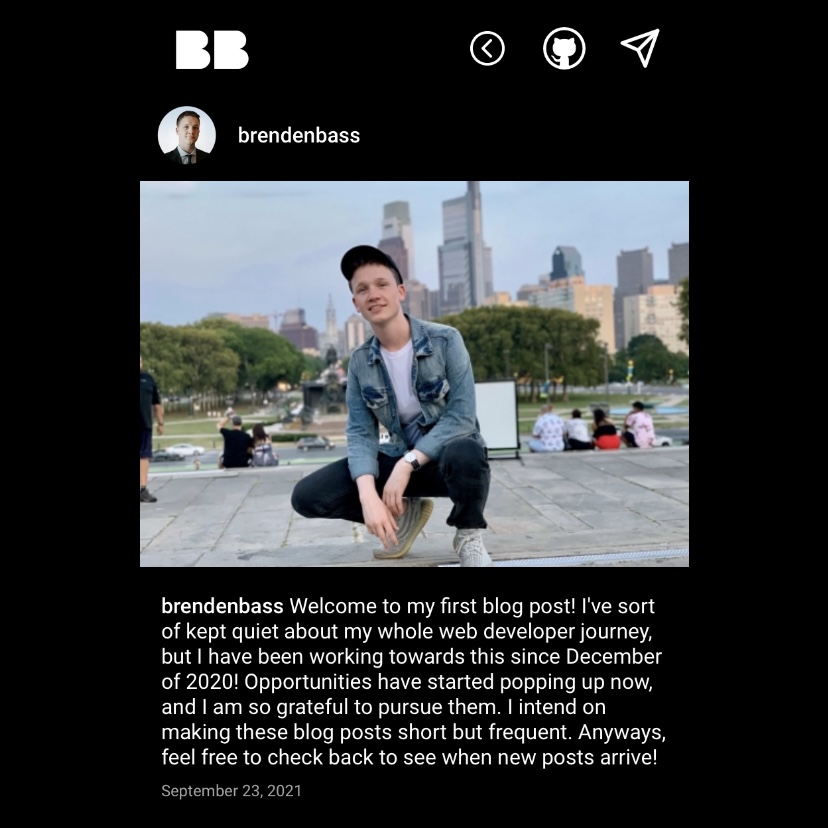 BB
brendenbass
brendenbass Welcome to my first blog post! I've sort
of kept quiet about my whole web developer journey,
but I have been working towards this since December
of 2020! Opportunities have started popping up now,
and I am so grateful to pursue them. I intend on
making these blog posts short but frequent. Anyways,
feel free to check back to see when new posts arrive!
September 23, 2021